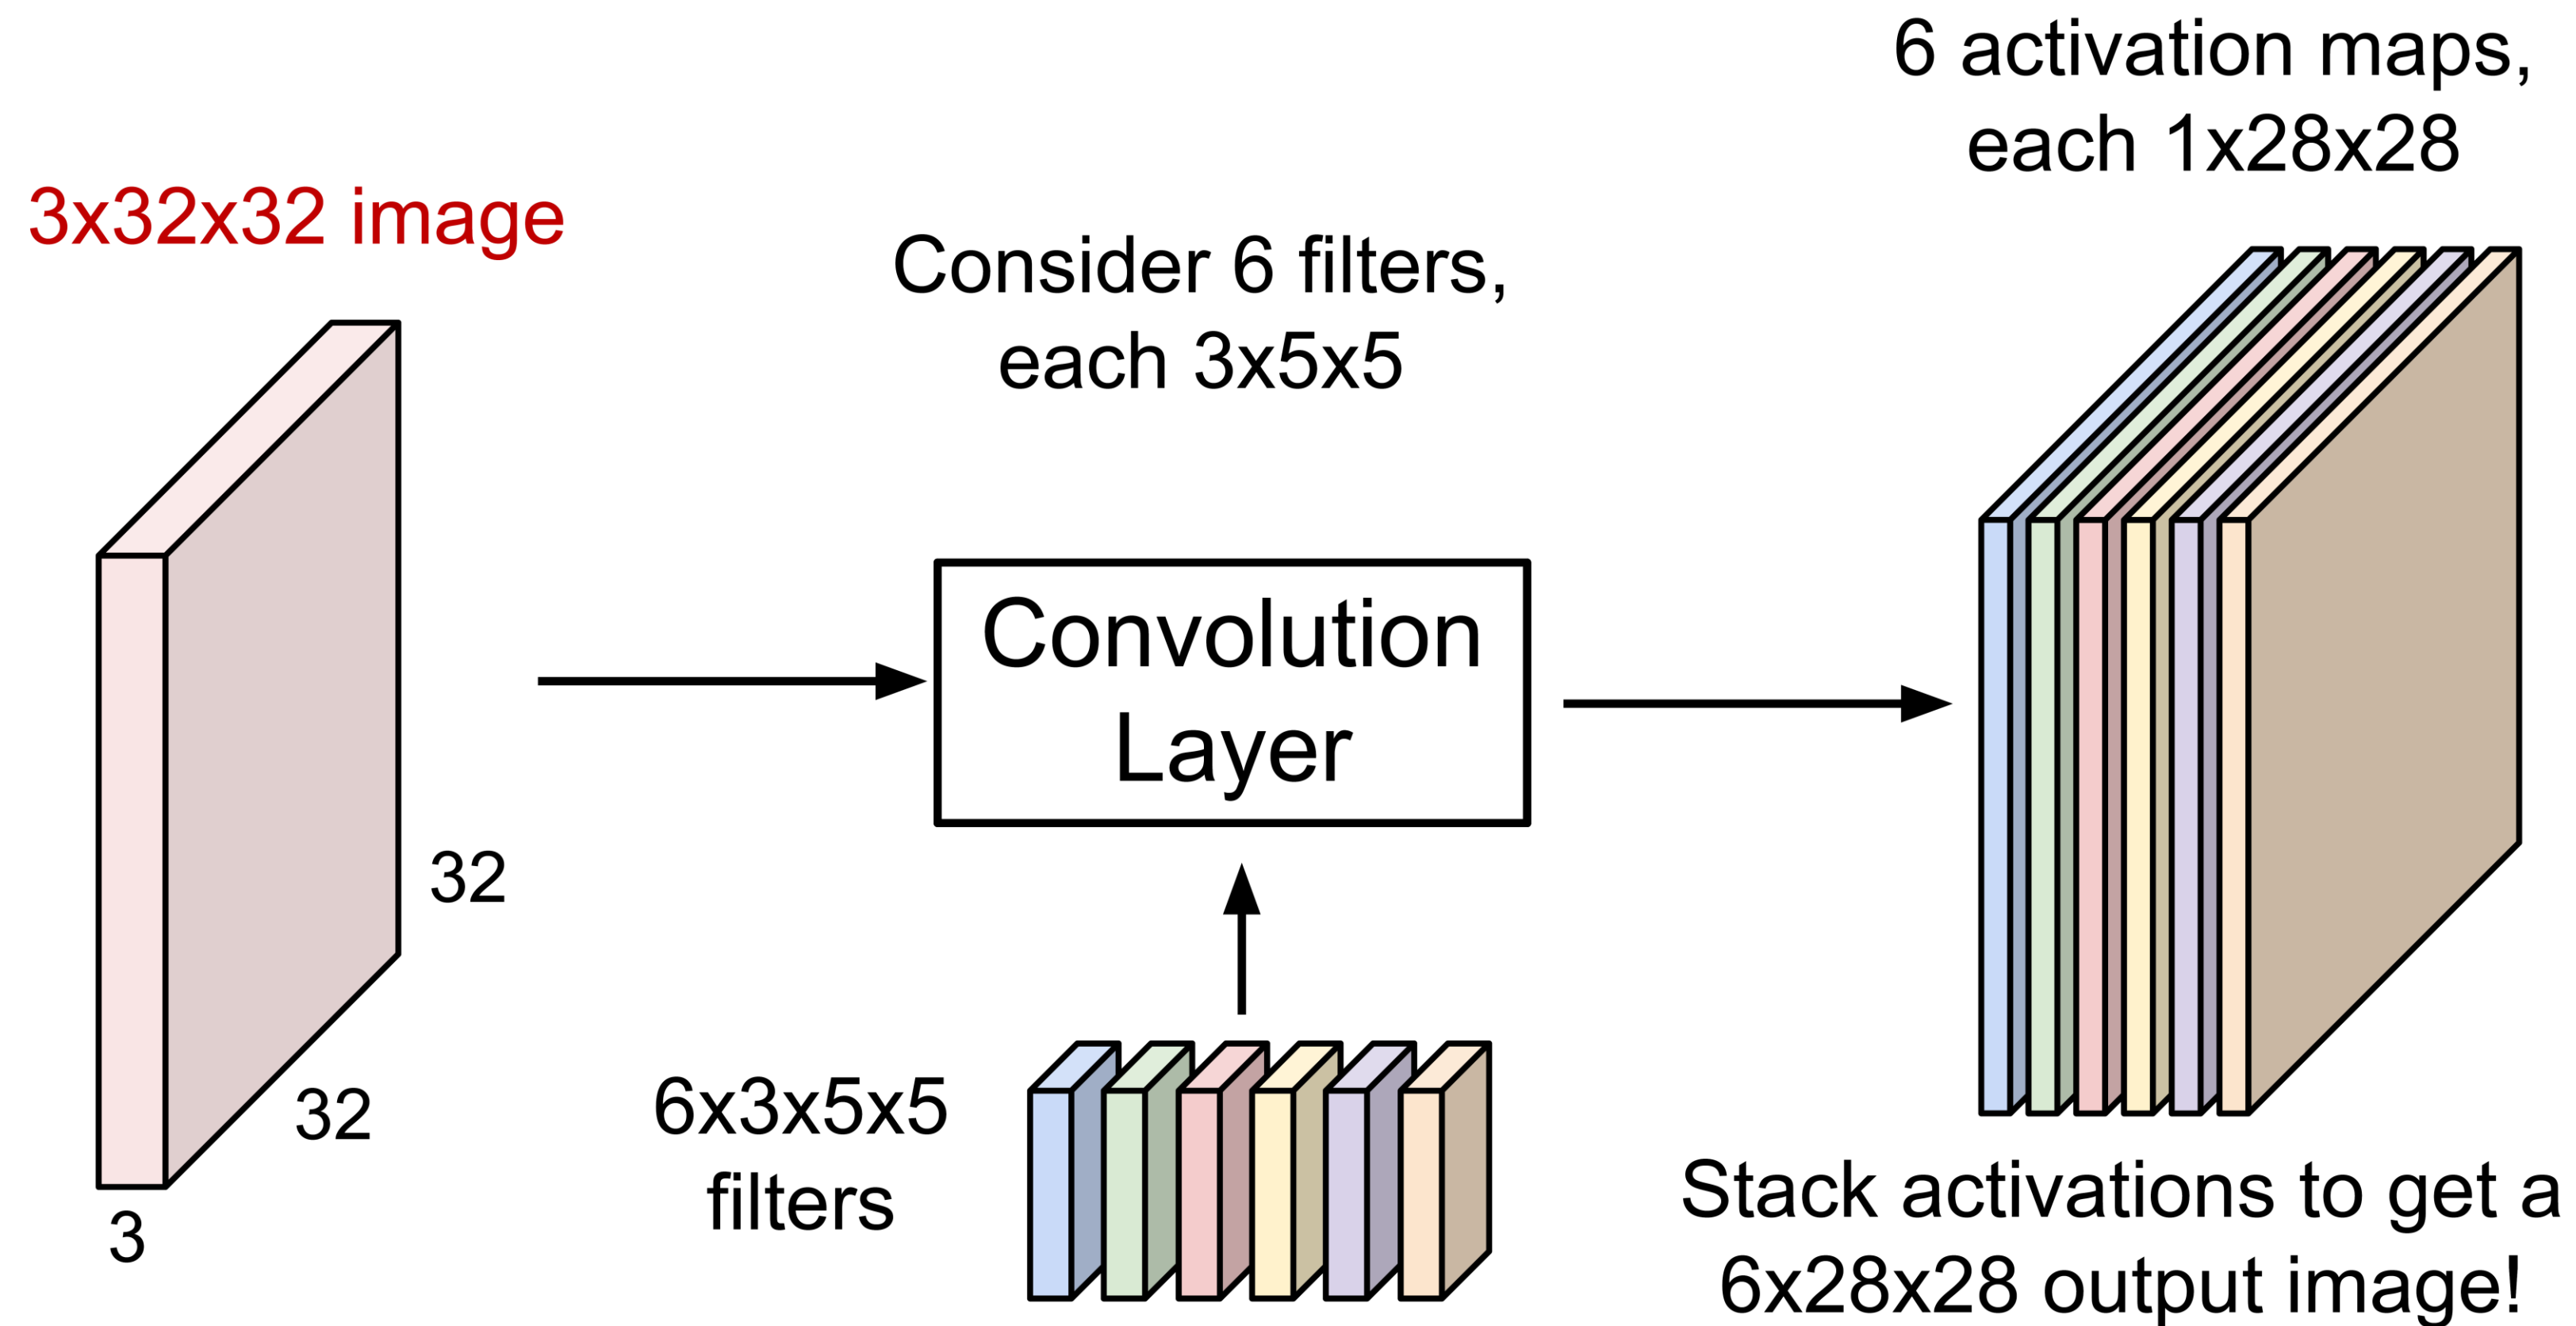 3x32x32 image
32
32
3
Consider 6 filters,
each 3x5x5
Convolution
Layer
6x3x5x5
filters
6 activation maps,
each 1x28x28
Stack activations to get a
6x28x28 output image!